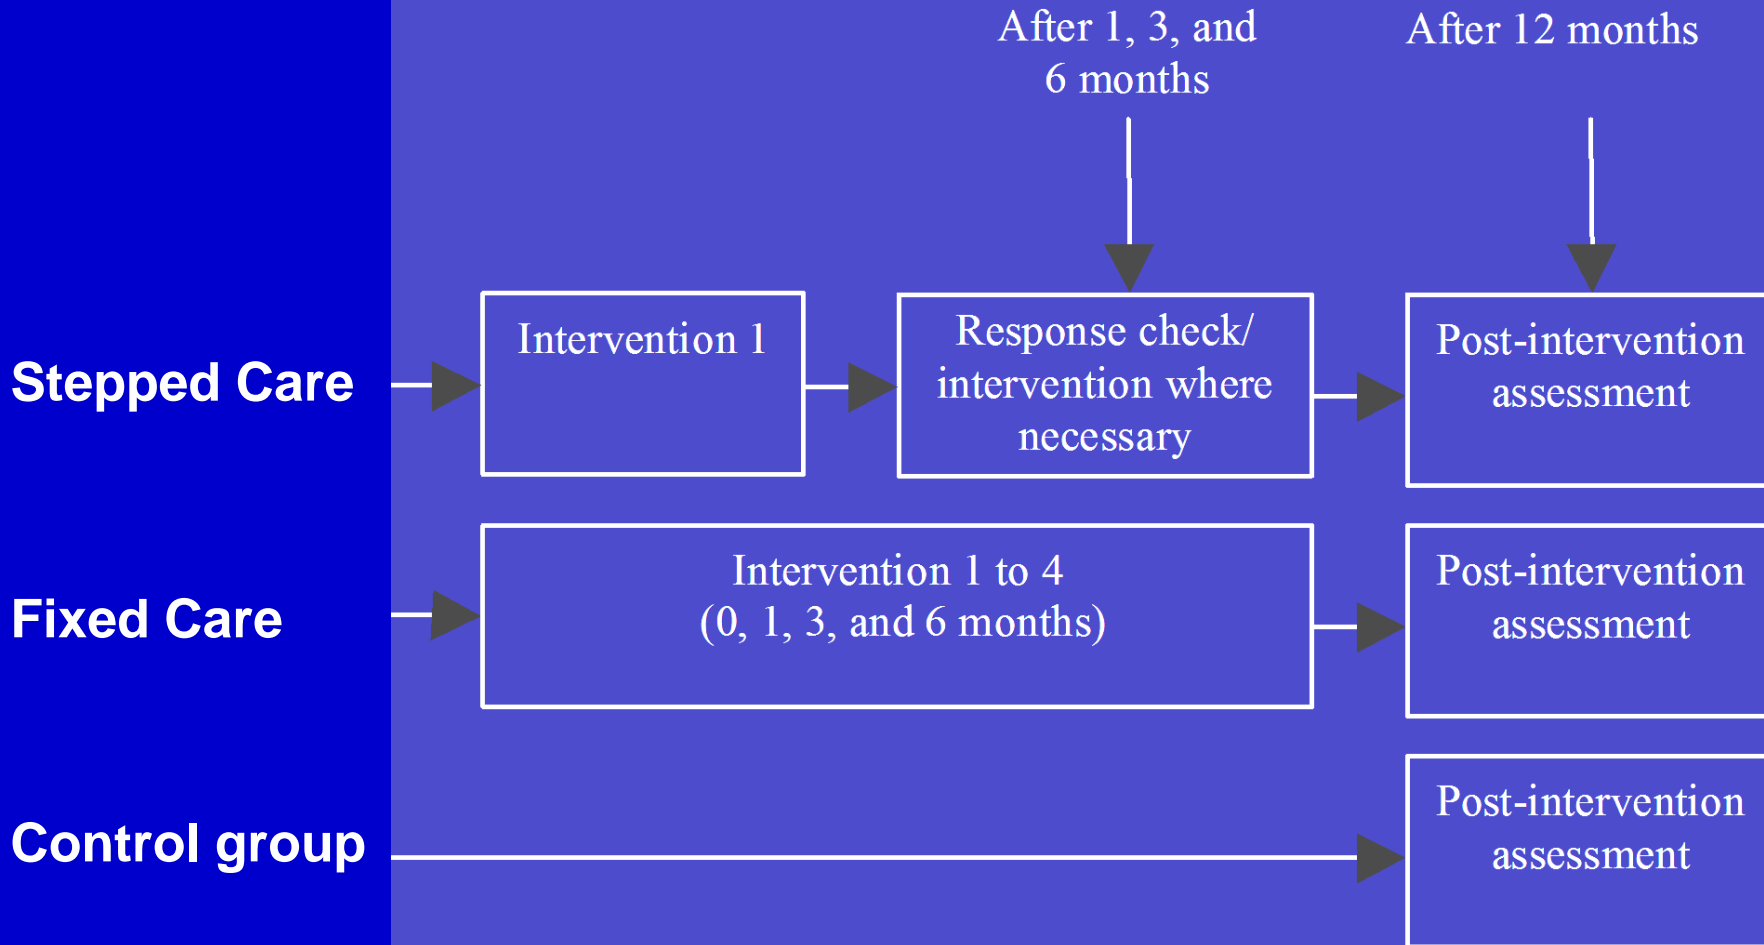 After 1, 3, and
6 months
After 12 months
Stepped Care
Intervention 1
Response check/
intervention where
necessary
Post-intervention
assessment
Fixed Care
Intervention 1 to 4
(0, 1, 3, and 6 months)
Post-intervention
assessment
Control group
Post-intervention
assessment